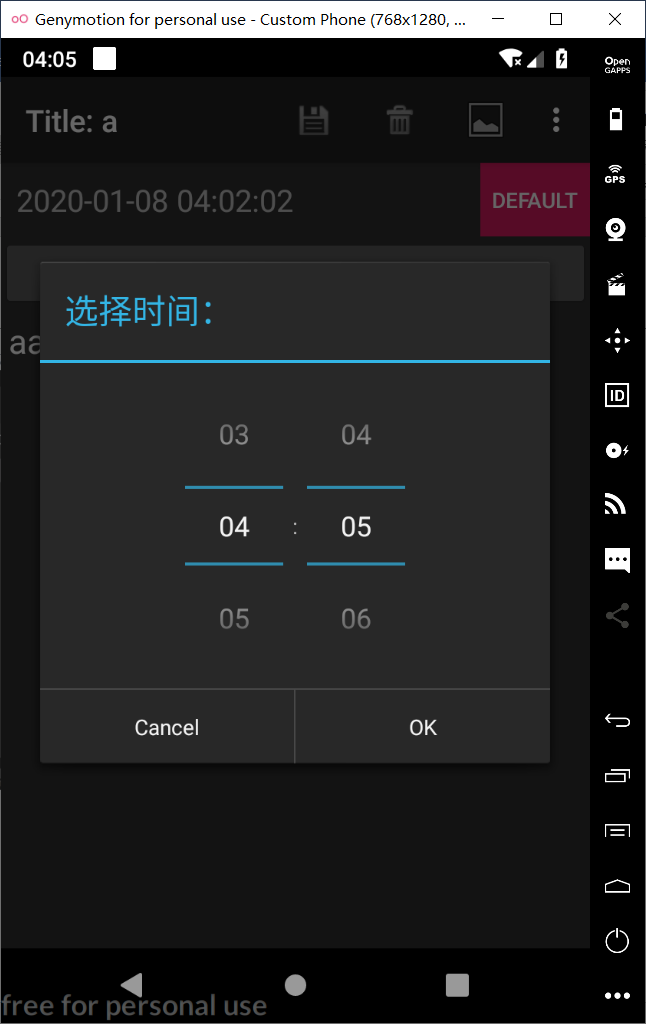 Genymotion for personal use - Custom Phone (768x1280, ...
04:05
Open
GAPPS
Title: a
GPS
2020-01-08 04:02:02
DEFAULT
选择时间：
aa
03 04
04 : 05
05 06
ID
Cancel OK
free for personal use